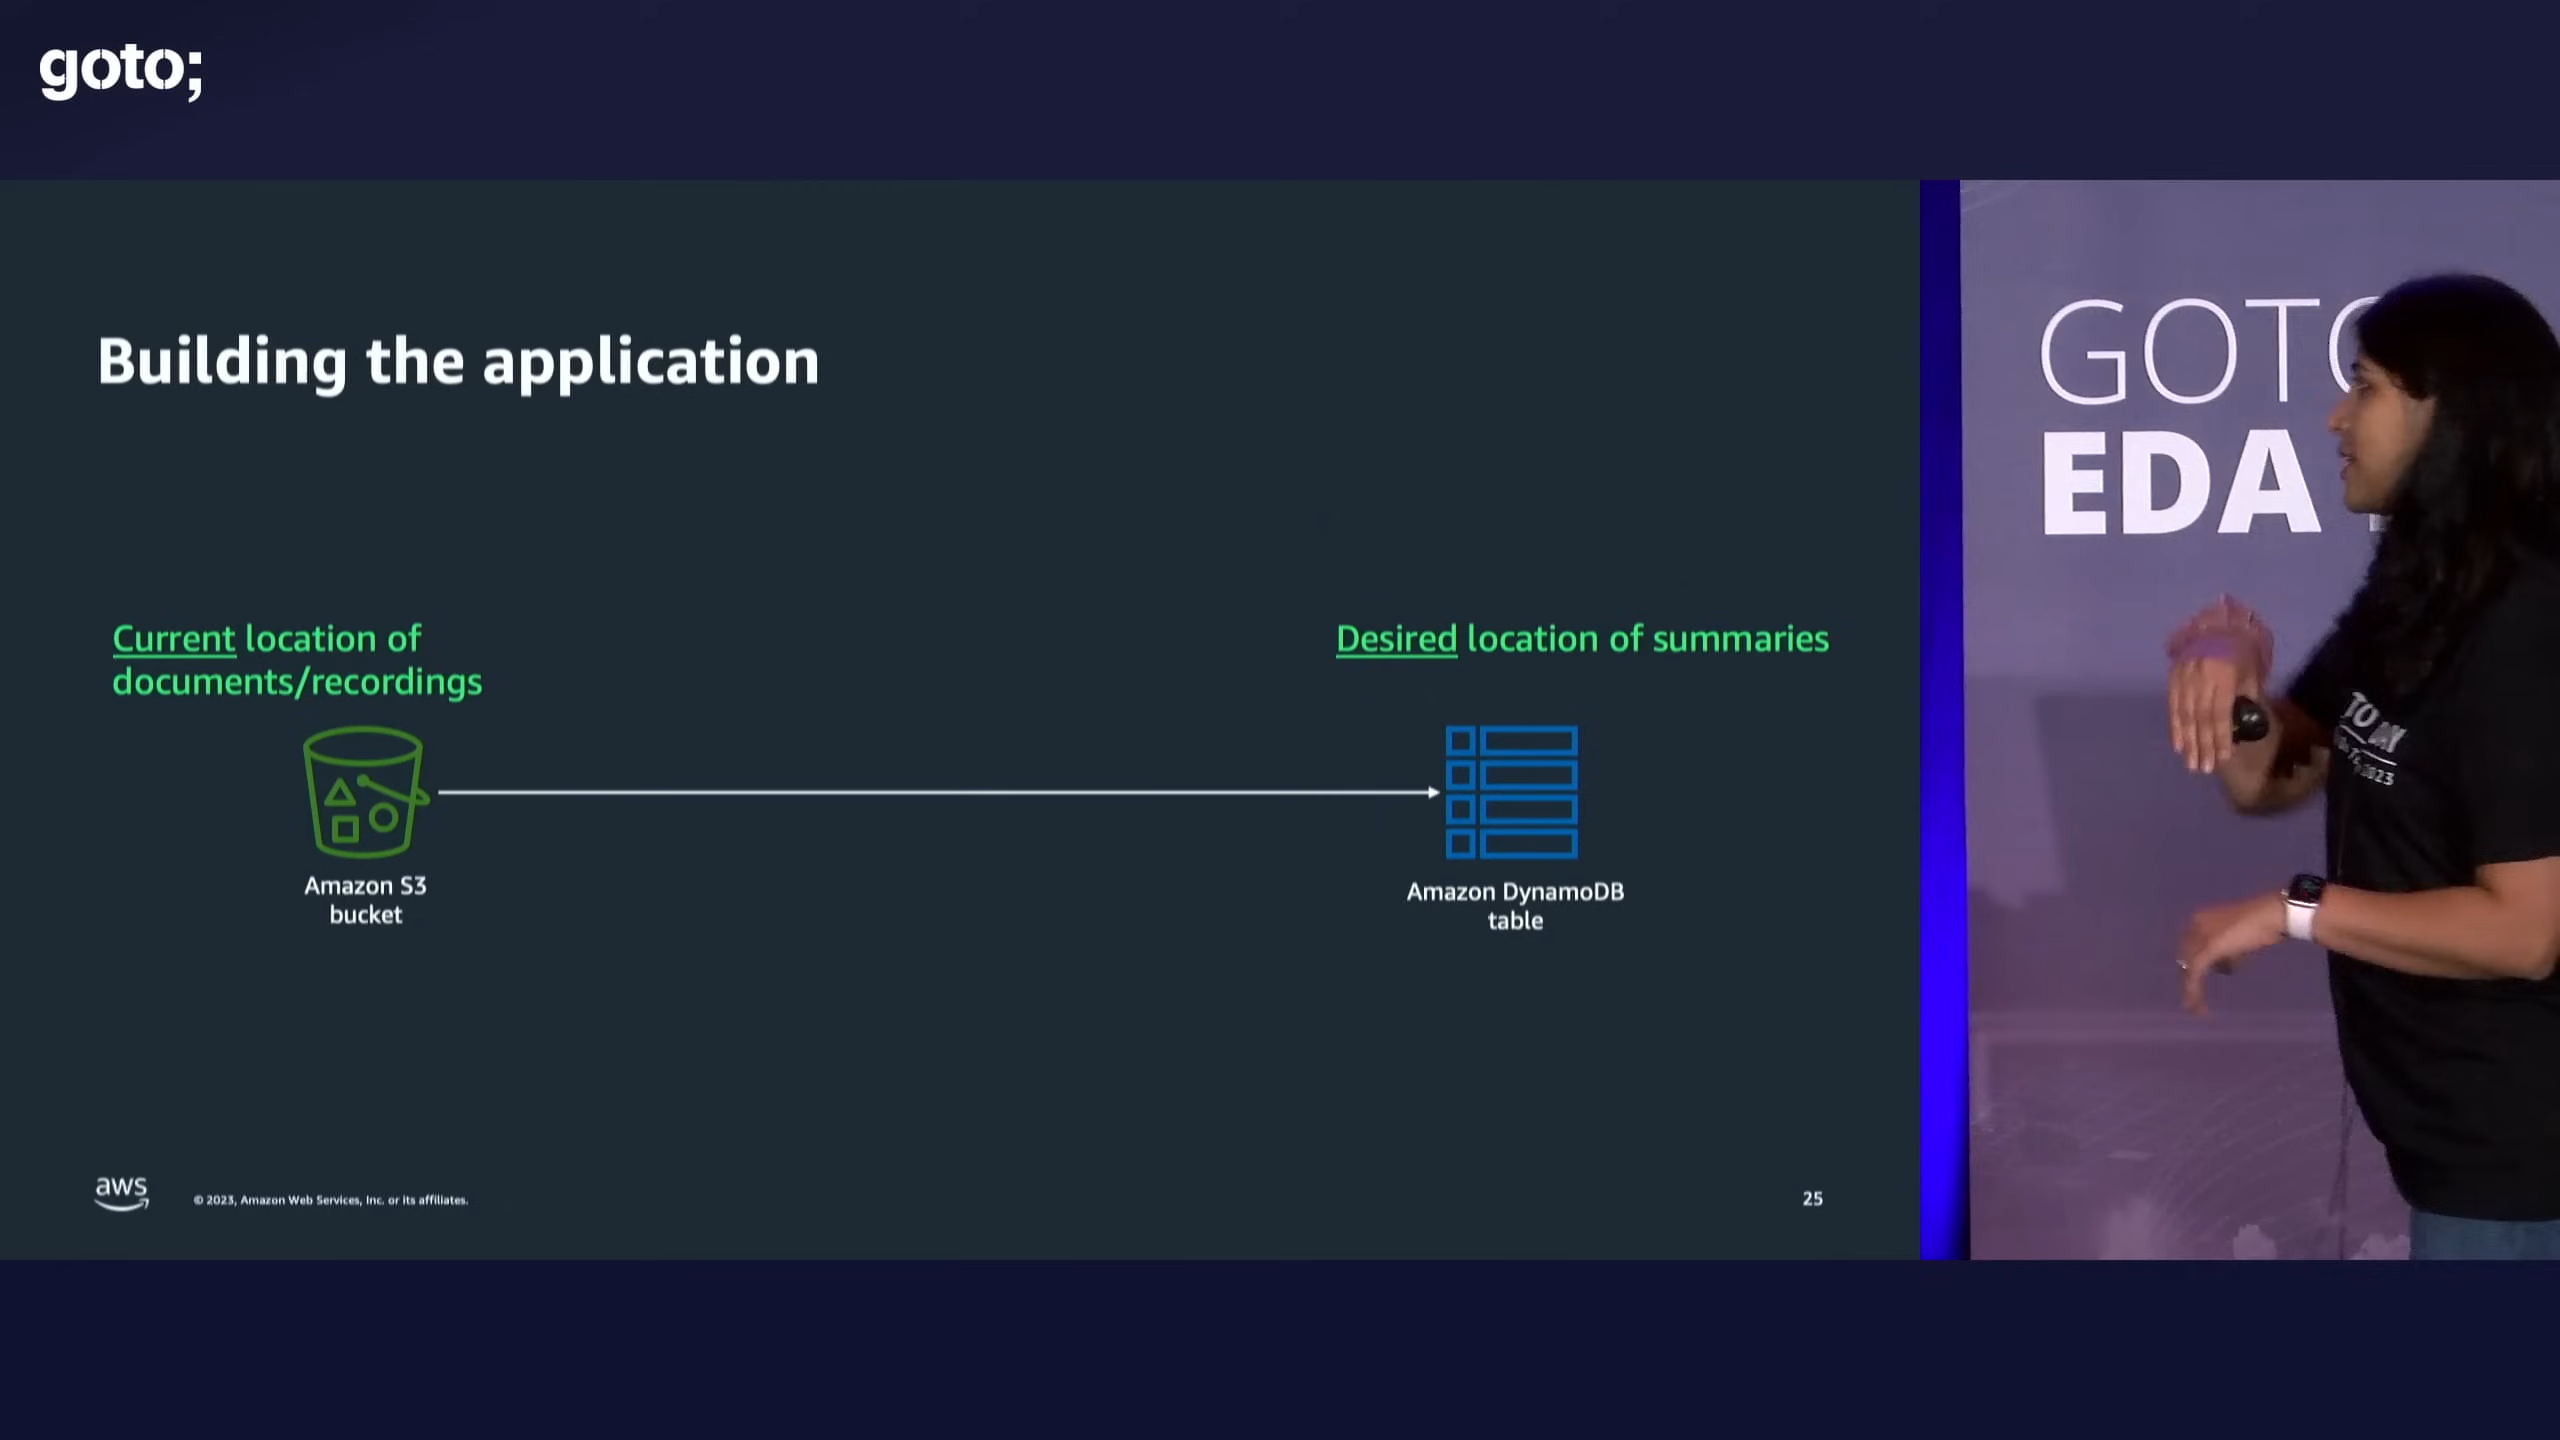 goto;
Building the application
Current location of
documents/recordings
Desired location of summaries
Amazon S3
bucket
Amazon DynamoDB
table
aws
© 2023, Amazon Web Services, Inc. or its affiliates.
25
GOTO
EDA